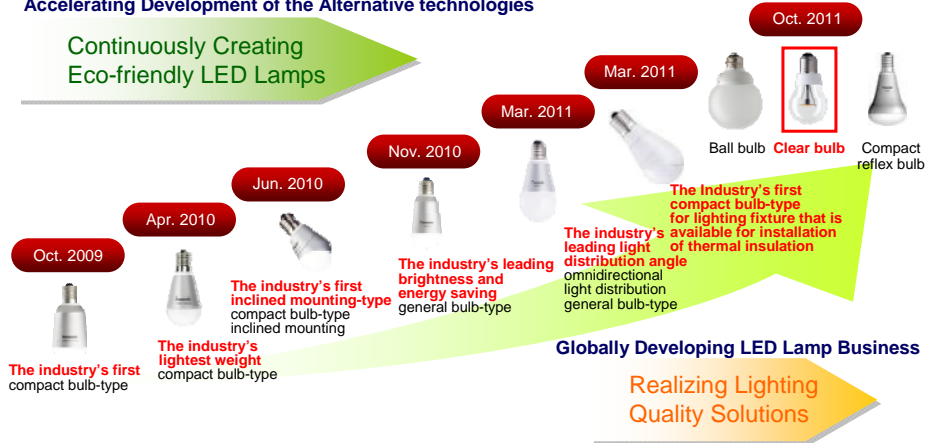 Accelerating Development of the Alternative technologies
Continuously Creating
Eco-friendly LED Lamps
Oct. 2009
The industry's first
compact bulb-type
Apr. 2010
The industry's
lightest weight
compact bulb-type
Jun. 2010
The industry's first
inclined mounting-type
compact bulb-type
inclined mounting
Nov. 2010
The industry's leading
brightness and
energy saving
general bulb-type
Mar. 2011
The industry's
leading light
distribution angle
omnidirectional
light distribution
general bulb-type
Mar. 2011
The Industry's first
compact bulb-type
for lighting fixture that is
available for installation
of thermal insulation
Oct. 2011
Ball bulb
Clear bulb
Compact
reflex bulb
Globally Developing LED Lamp Business
Realizing Lighting
Quality Solutions